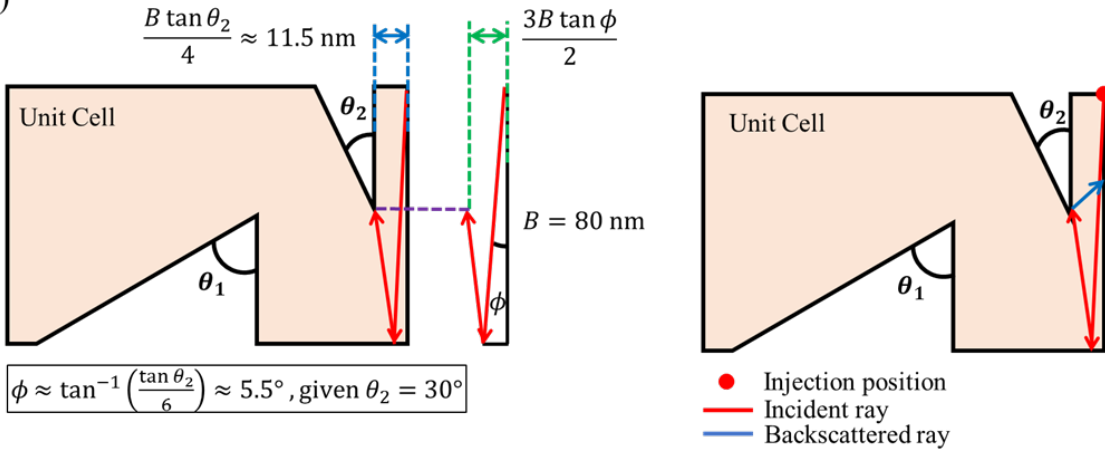 )
B tan θ₂ / 4 ≈ 11.5 nm
3B tan ϕ / 2
Unit Cell
θ₂
B = 80 nm
θ₁
ϕ
ϕ ≈ tan⁻¹ (tan θ₂ / 6) ≈ 5.5° , given θ₂ = 30°
Unit Cell
θ₂
θ₁
Injection position
Incident ray
Backscattered ray